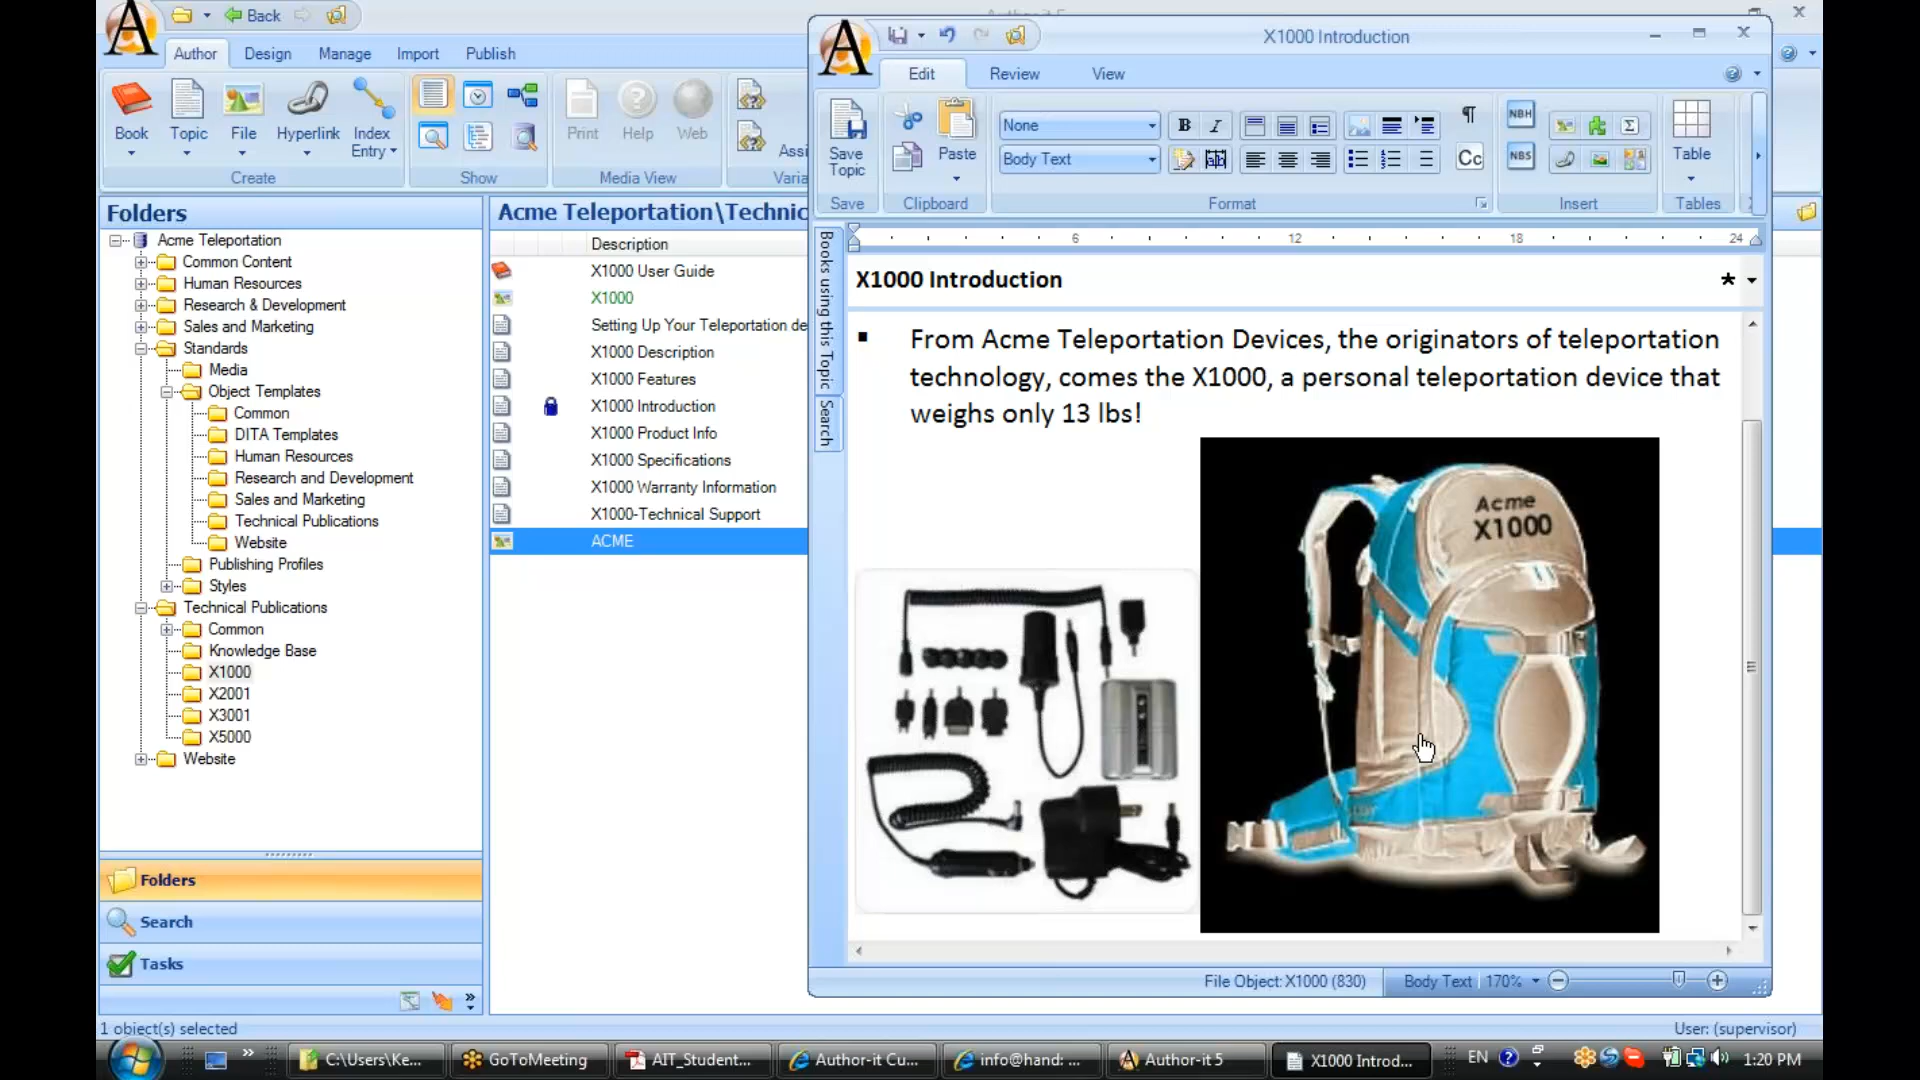 Back
Author
Design
Manage
Import
Publish
Book
Topic
File
Hyperlink
Index
Entry
Create
Show
Print
Help
Web
Media View
Assi
Varia
Folders
Acme Teleportation
Common Content
Human Resources
Research & Development
Sales and Marketing
Standards
Media
Object Templates
Common
DITA Templates
Human Resources
Research and Development
Sales and Marketing
Technical Publications
Website
Publishing Profiles
Styles
Technical Publications
Common
Knowledge Base
X1000
X2001
X3001
X5000
Website
Folders
Search
Tasks
1 object(s) selected
Acme Teleportation\Technic
Description
X1000 User Guide
X1000
Setting Up Your Teleportation de
X1000 Description
X1000 Features
X1000 Introduction
X1000 Product Info
X1000 Specifications
X1000 Warranty Information
X1000-Technical Support
ACME
X1000 Introduction
Edit
Review
View
Save
Topic
Save
Paste
Clipboard
None
Body Text
B I
Cc
Format
NBH
NBS
Σ
Insert
Table
Tables
6 12 18 24
Books using this Topic
Search
X1000 Introduction *
From Acme Teleportation Devices, the originators of teleportation
technology, comes the X1000, a personal teleportation device that
weighs only 13 lbs!
Acme
X1000
File Object: X1000 (830)
Body Text
170%
User: (supervisor)
C:\Users\Ke...
GoToMeeting
AIT_Student...
Author-it Cu...
info@hand: ...
Author-it 5
X1000 Introd...
EN
1:20 PM